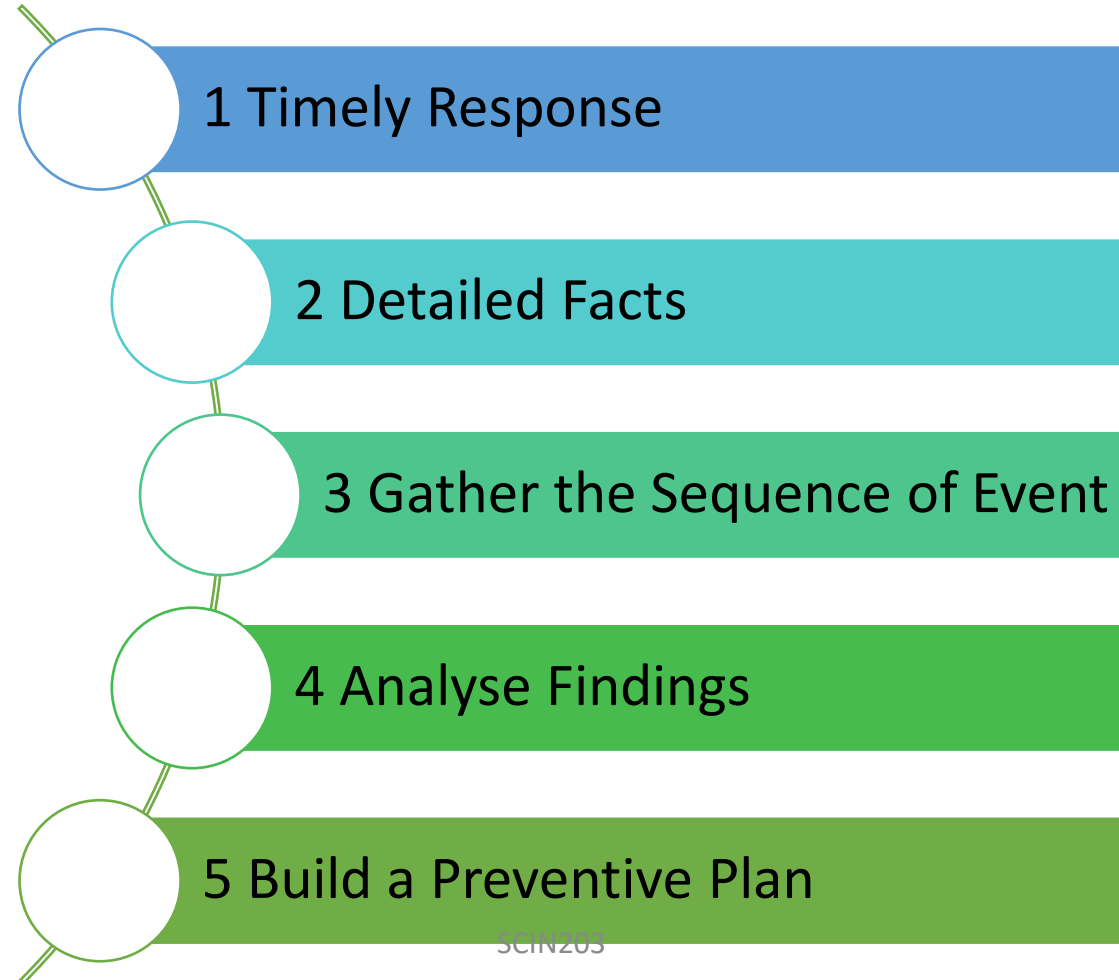 1 Timely Response
2 Detailed Facts
3 Gather the Sequence of Event
4 Analyse Findings
5 Build a Preventive Plan
SCIN203